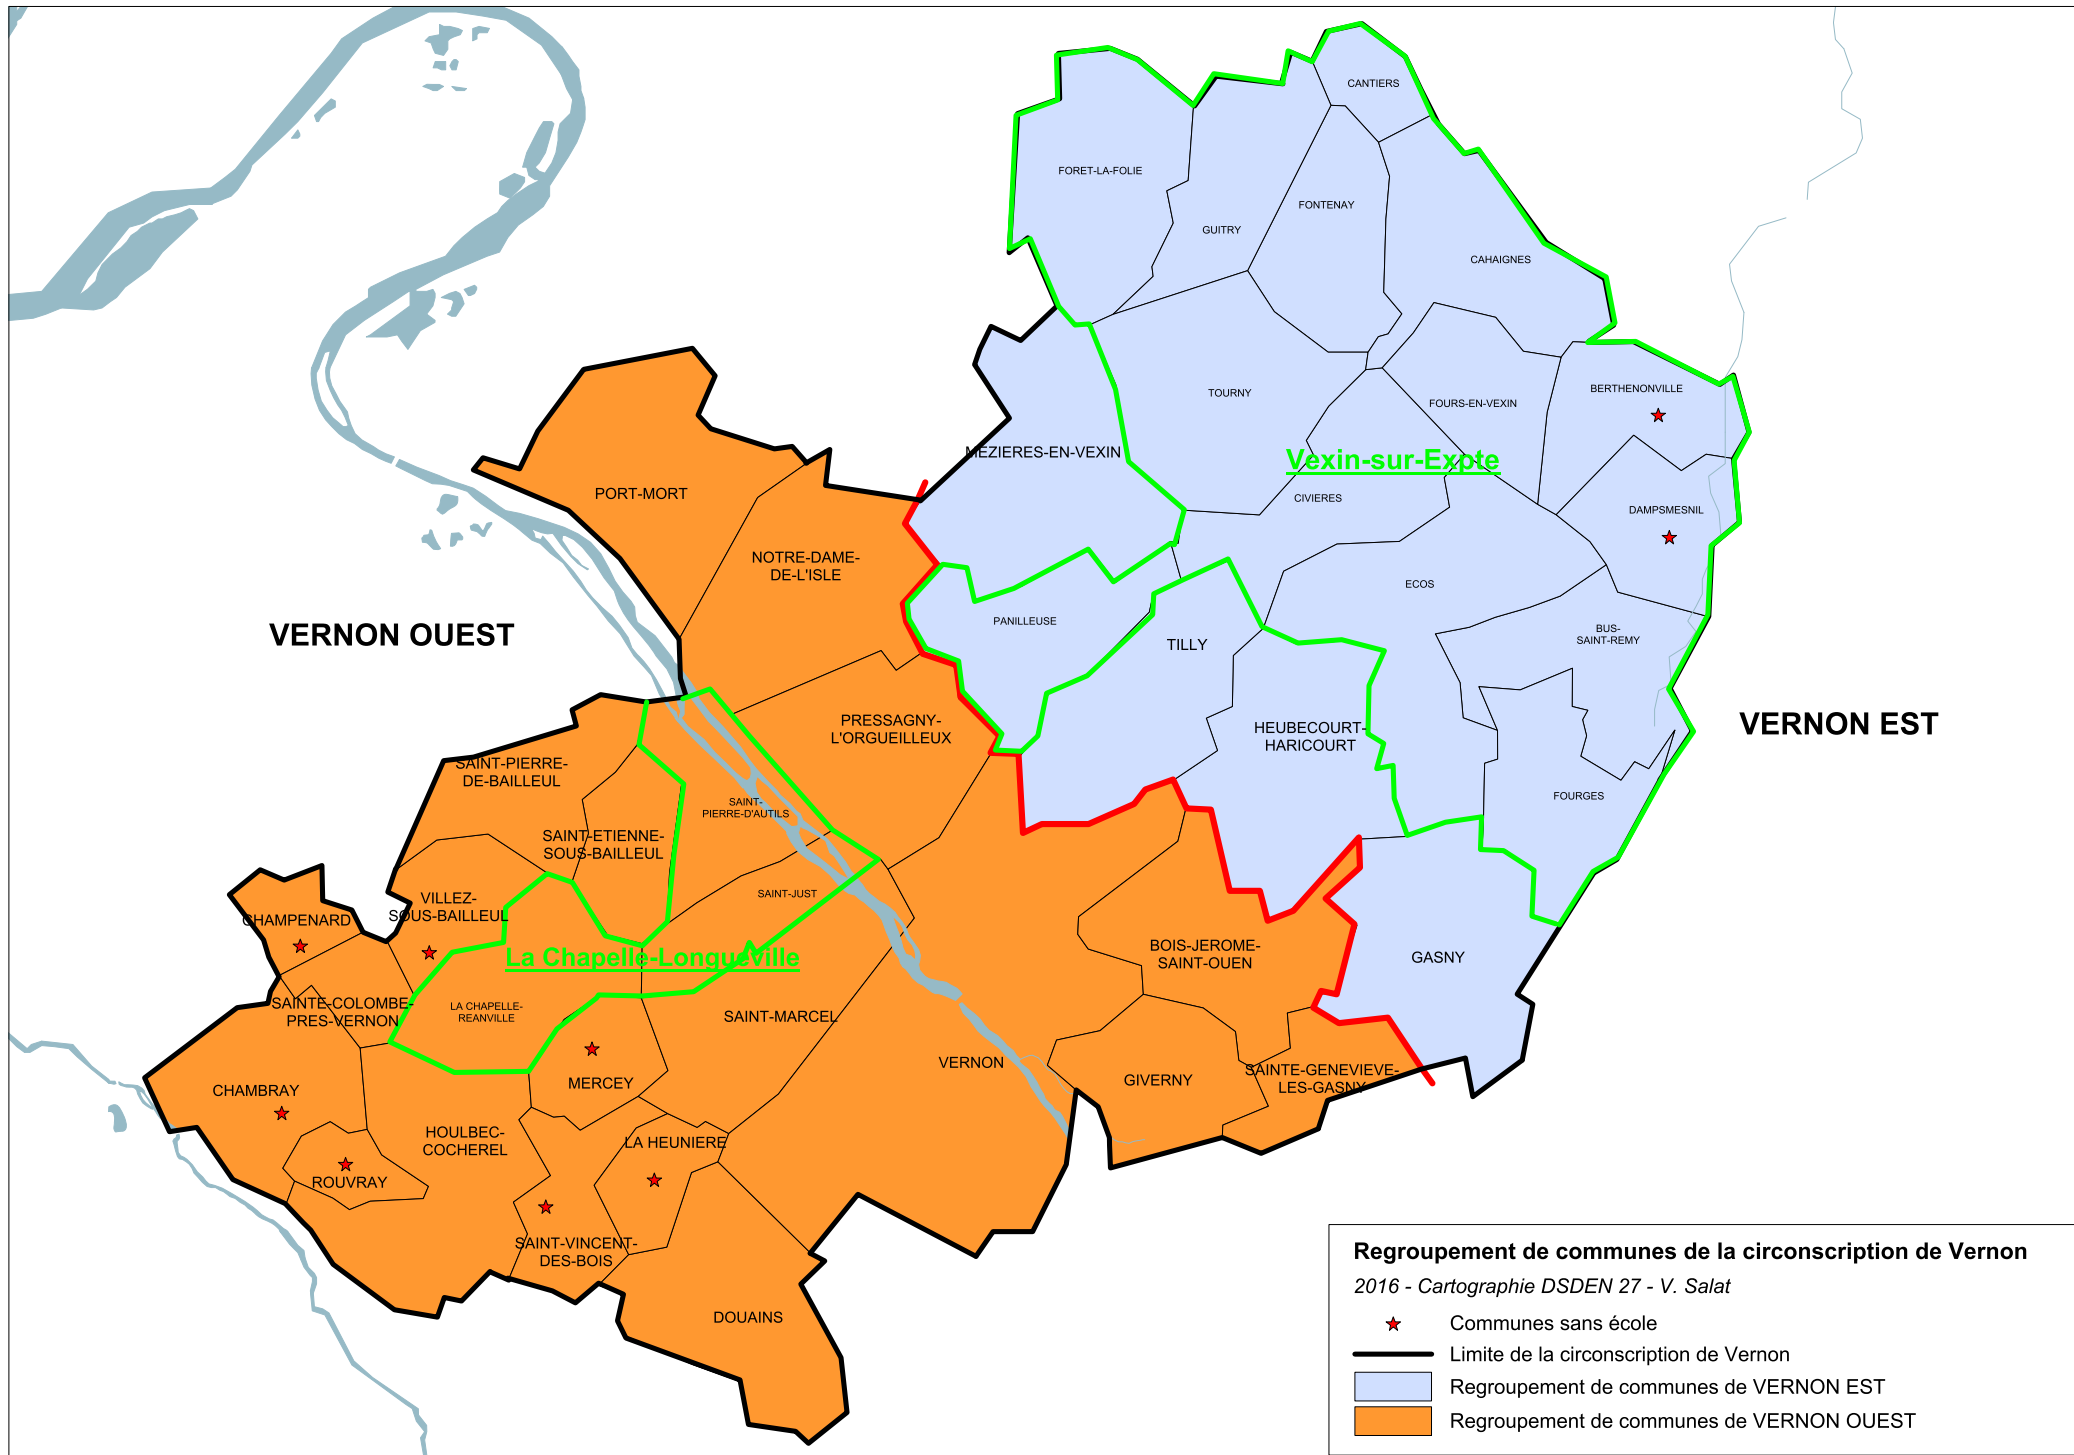 CANTIERS
FORET-LA-FOLIE
FONTENAY
GUITRY
CAHAIGNES
BERTHENONVILLE
TOURNY
FOURS-EN-VEXIN
MEZIERES-EN-VEXIN
Vexin-sur-Expte
PORT-MORT
CIVIERES
DAMPSMESNIL
NOTRE-DAME-
DE-L'ISLE
ECOS
PANILLEUSE
BUS-
SAINT-REMY
VERNON OUEST
TILLY
PRESSAGNY-
L'ORGUEILLEUX
HEUBECOURT-
HARICOURT
VERNON EST
SAINT-PIERRE-
DE-BAILLEUL
FOURGES
SAINT-
PIERRE-D'AUTILS
SAINT-ETIENNE-
SOUS-BAILLEUL
SAINT-JUST
VILLEZ-
SOUS-BAILLEUL
CHAMPENARD
BOIS-JEROME-
SAINT-OUEN
GASNY
La Chapelle-Longueville
SAINTE-COLOMBE-
PRES-VERNON
LA CHAPELLE-
REANVILLE
SAINT-MARCEL
VERNON
SAINTE-GENEVIEVE-
LES-GASNY
GIVERNY
MERCEY
CHAMBRAY
HOULBEC-
COCHEREL
LA HEUNIERE
ROUVRAY
SAINT-VINCENT-
DES-BOIS
DOUAINS
Regroupement de communes de la circonscription de Vernon
2016 - Cartographie DSDEN 27 - V. Salat
Communes sans école
Limite de la circonscription de Vernon
Regroupement de communes de VERNON EST
Regroupement de communes de VERNON OUEST